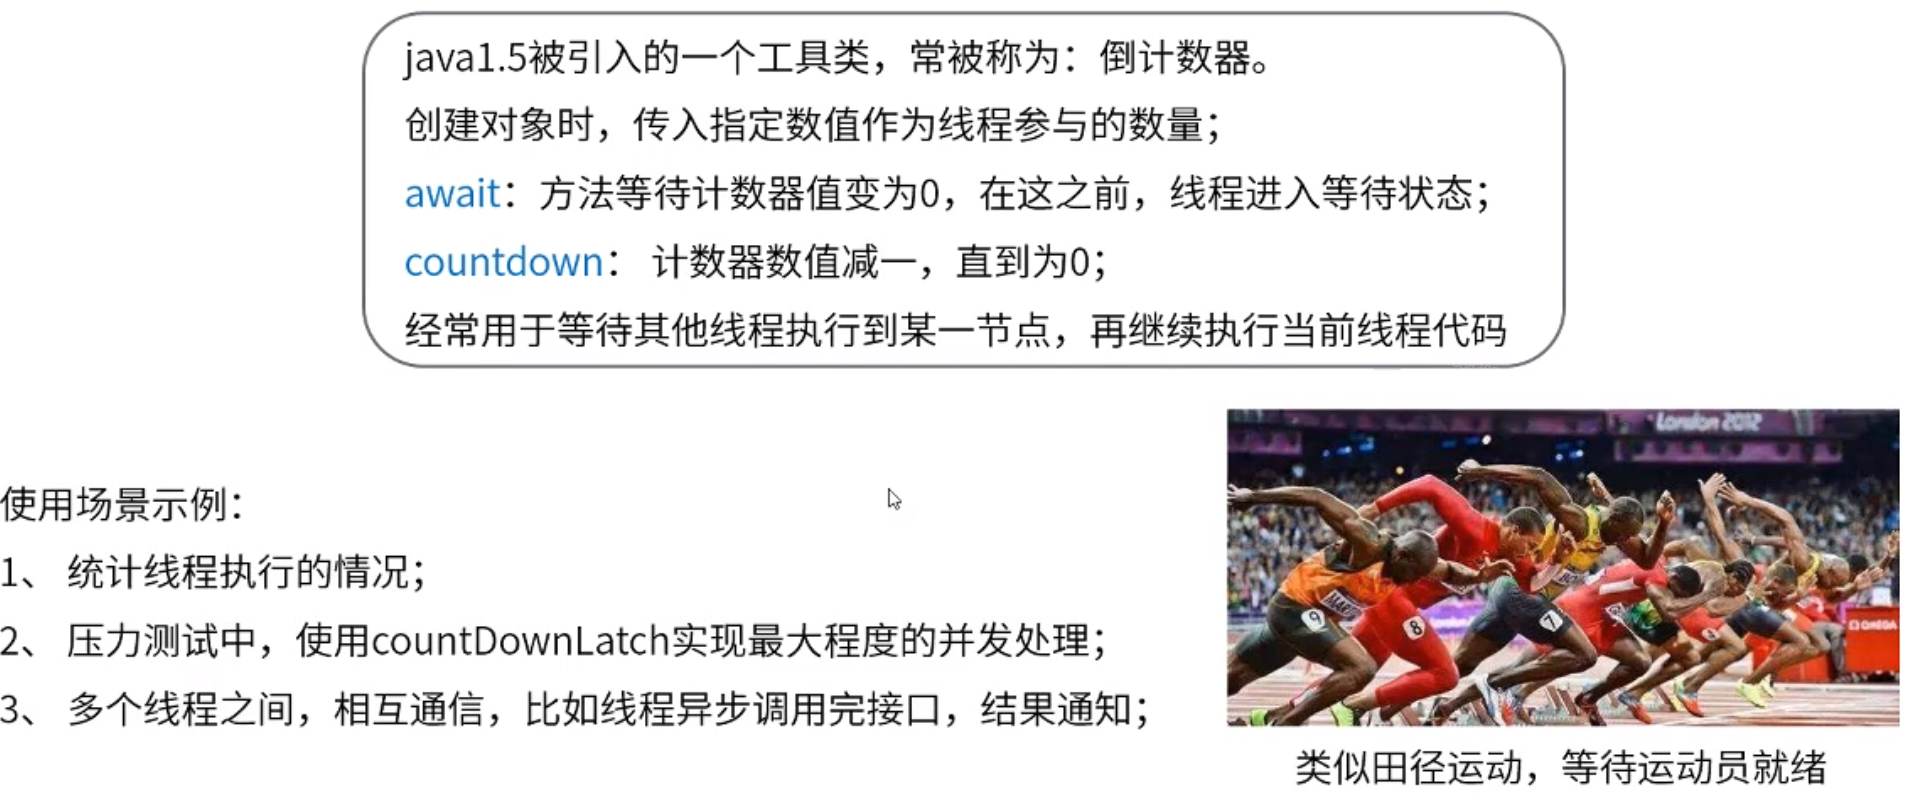 java1.5被引入的一个工具类，常被称为：倒计数器。
创建对象时，传入指定数值作为线程参与的数量；
await：方法等待计数器值变为0，在这之前，线程进入等待状态；
countdown： 计数器数值减一，直到为0；
经常用于等待其他线程执行到某一节点，再继续执行当前线程代码
使用场景示例：
1、 统计线程执行的情况；
2、 压力测试中，使用countDownLatch实现最大程度的并发处理；
3、 多个线程之间，相互通信，比如线程异步调用完接口，结果通知；
London 2012
9
8
7
OMEGA
类似田径运动，等待运动员就绪